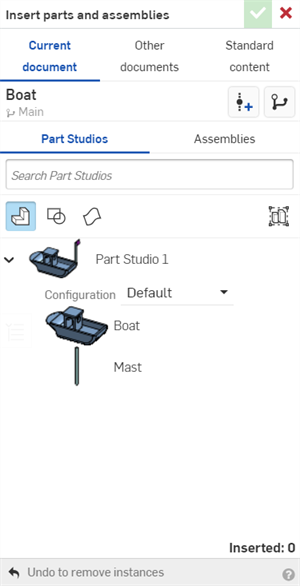 Insert parts and assemblies
Current document
Other documents
Standard content
Boat
Main
Part Studios
Assemblies
Search Part Studios
Part Studio 1
Configuration Default
Boat
Mast
Inserted: 0
Undo to remove instances